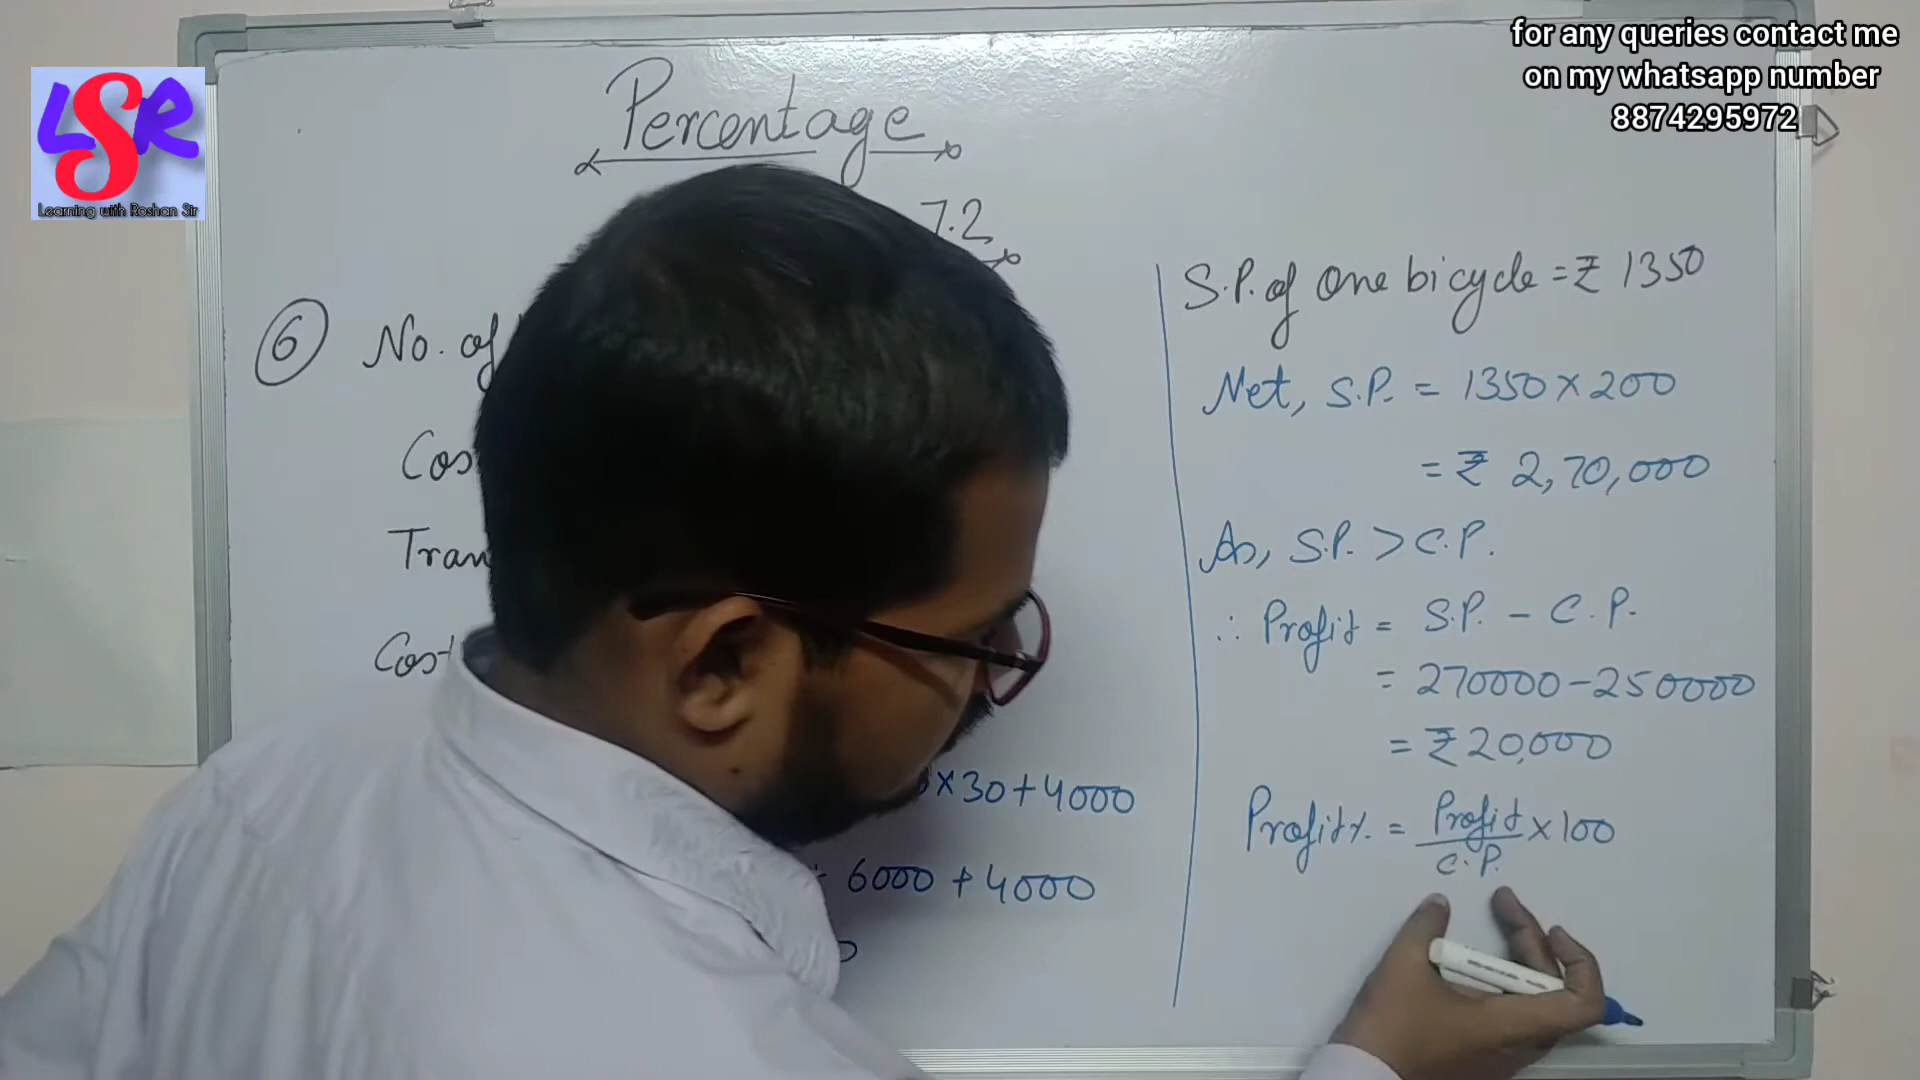 for any queries contact me
on my whatsapp number
8874295972
LSR
Learning with Roshan Sir
Percentage
7.2
6 No. of
Cos
Tran
Cost
×30+4000
6000 + 4000
S.P. of one bicycle = ₹ 1350
Net, S.P. = 1350 × 200
= ₹ 2,70,000
As, S.P. > C.P.
∴ Profit = S.P. - C.P.
= 270000 - 250000
= ₹ 20,000
Profit% = Profit/C.P. × 100